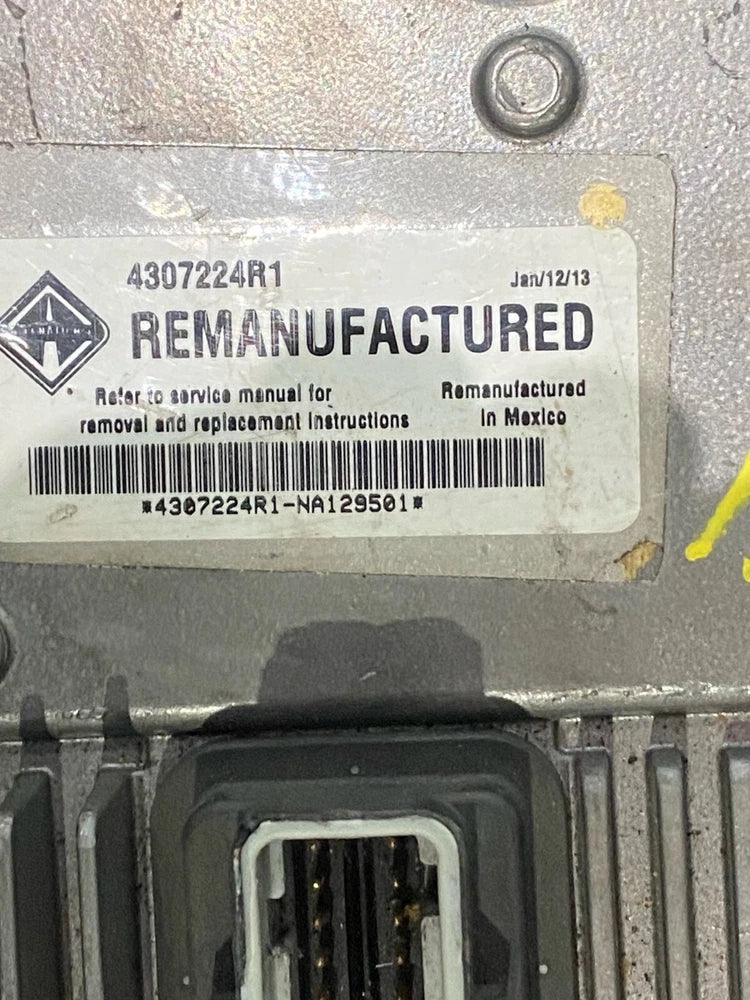 4307224R1
Jan/12/13
REMANUFACTURED
Refer to service manual for
removal and replacement instructions
Remanufactured
in Mexico
*4307224R1-NA129501*